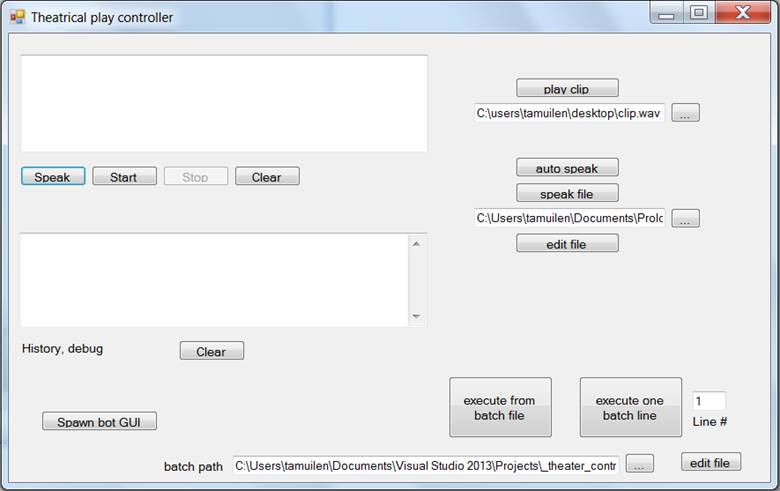 Theatrical play controller
play clip
C:\users\tamuilen\desktop\clip.wav
...
Speak
Start
Stop
Clear
auto speak
speak file
C:\Users\tamuilen\Documents\Prolo
...
edit file
History, debug
Clear
execute from
batch file
execute one
batch line
1
Line #
Spawn bot GUI
batch path
C:\Users\tamuilen\Documents\Visual Studio 2013\Projects\_theater_contr
...
edit file